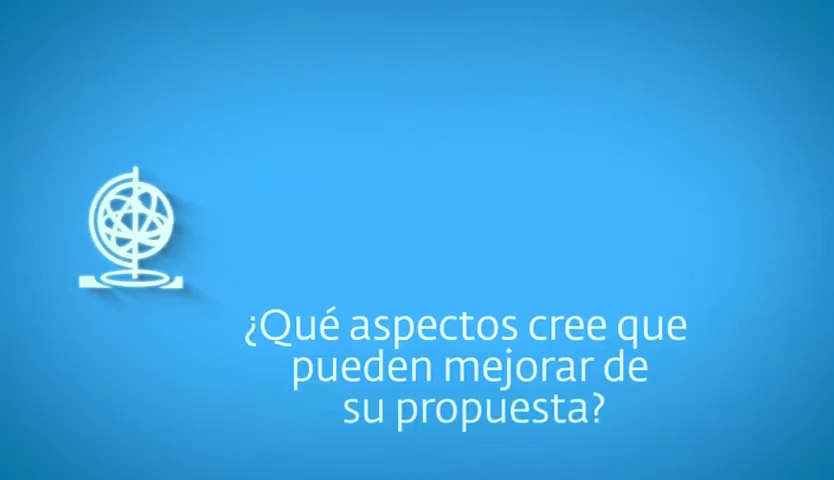 ¿Qué aspectos cree que
pueden mejorar de
su propuesta?